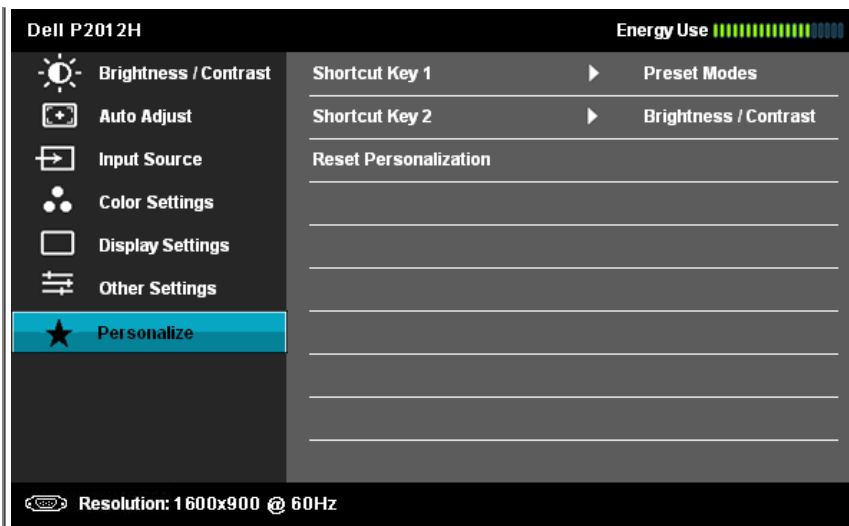 Dell P2012H Energy Use
Brightness / Contrast Shortcut Key 1 Preset Modes
Auto Adjust Shortcut Key 2 Brightness / Contrast
Input Source Reset Personalization
Color Settings
Display Settings
Other Settings
Personalize
Resolution: 1600x900 @ 60Hz